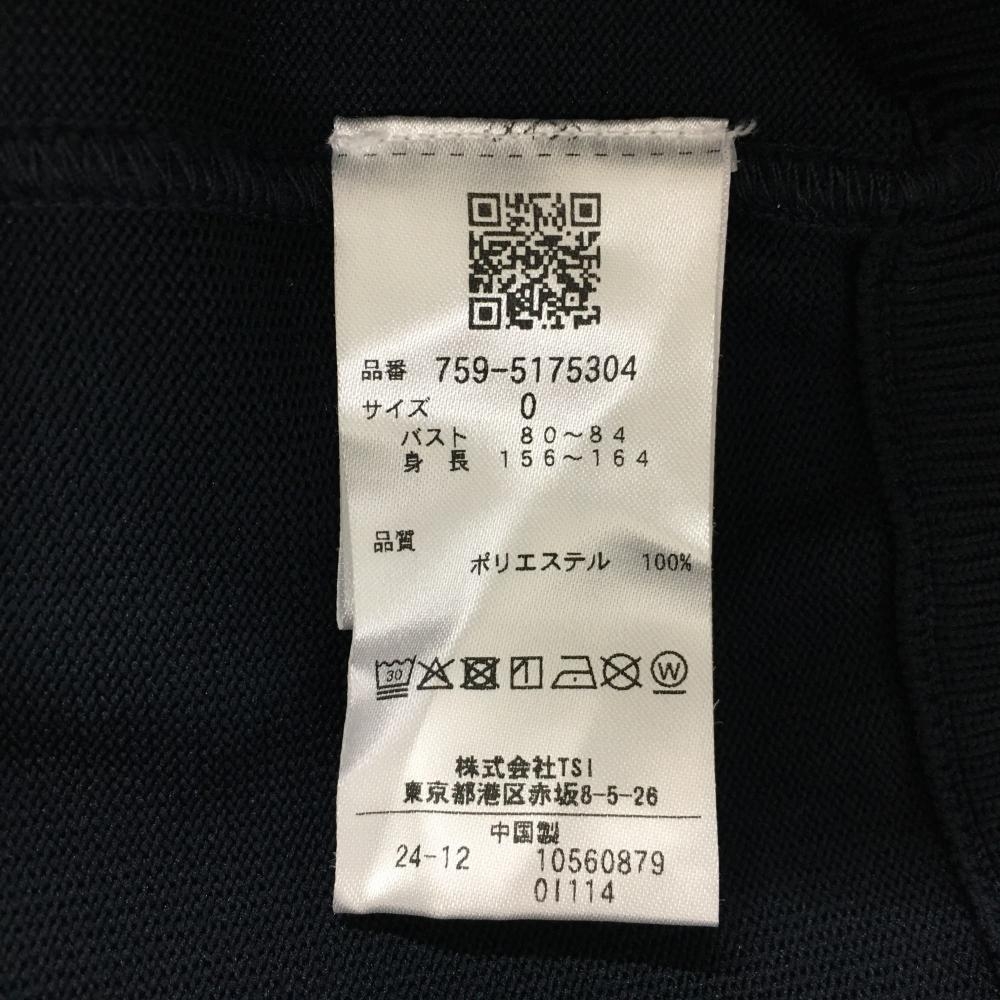 品番 759-5175304
サイズ 0
バスト 80～84
身長 156～164
品質
ポリエステル 100%
30 W
株式会社TSI
東京都港区赤坂8-5-26
中国製
24-12 10560879
01114